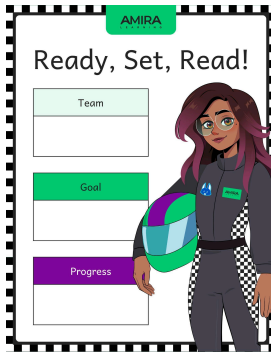 AMIRA
LEARNING
Ready, Set, Read!
Team
Goal
Progress
AMIRA